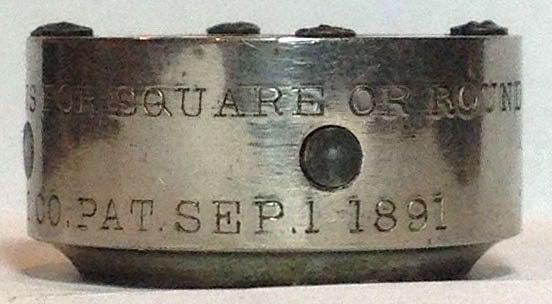 FOR SQUARE OR ROUND
CO. PAT. SEP. 1 1891